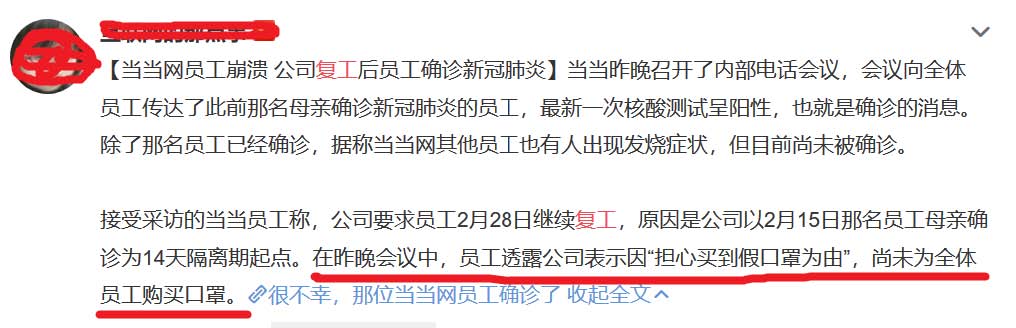 【当当网员工崩溃 公司复工后员工确诊新冠肺炎】当当昨晚召开了内部电话会议，会议向全体
员工传达了此前那名母亲确诊新冠肺炎的员工，最新一次核酸测试呈阳性，也就是确诊的消息。
除了那名员工已经确诊，据称当当网其他员工也有人出现发烧症状，但目前尚未被确诊。
接受采访的当当员工称，公司要求员工2月28日继续复工，原因是公司以2月15日那名员工母亲确
诊为14天隔离期起点。在昨晚会议中，员工透露公司表示因“担心买到假口罩为由”，尚未为全体
员工购买口罩。很不幸，那位当当网员工确诊了 收起全文